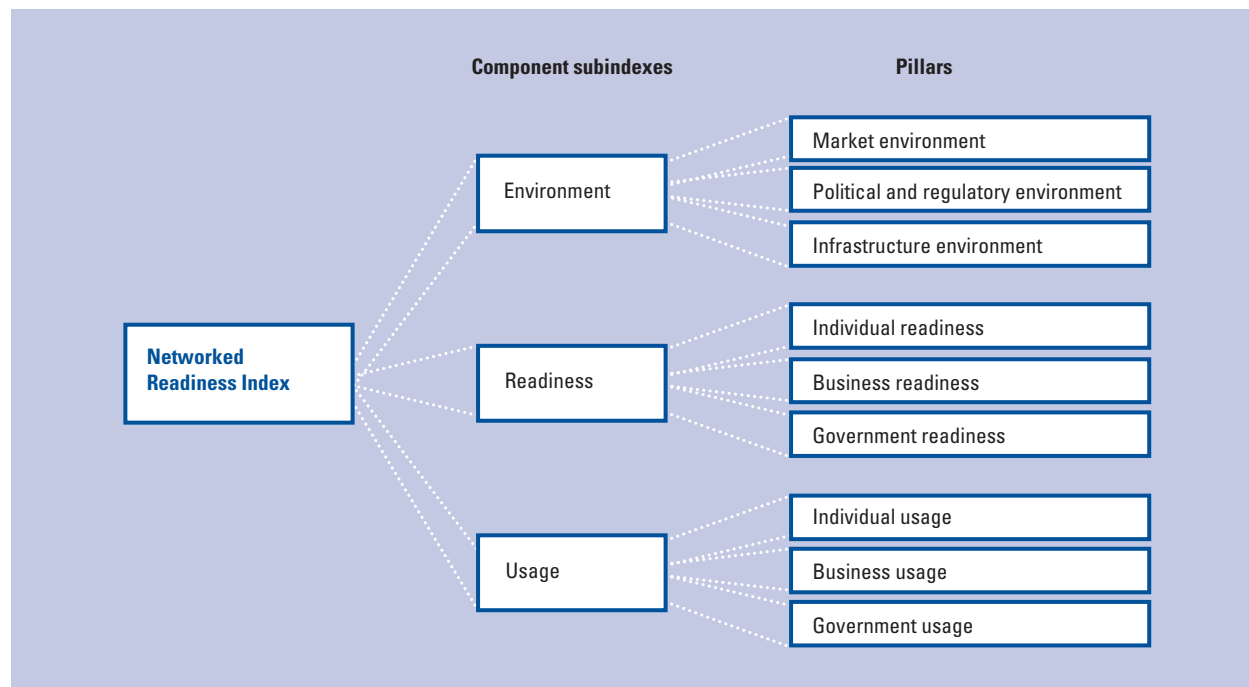 Component subindexes
Pillars
Market environment
Environment
Political and regulatory environment
Infrastructure environment
Networked
Readiness Index
Individual readiness
Readiness
Business readiness
Government readiness
Individual usage
Usage
Business usage
Government usage